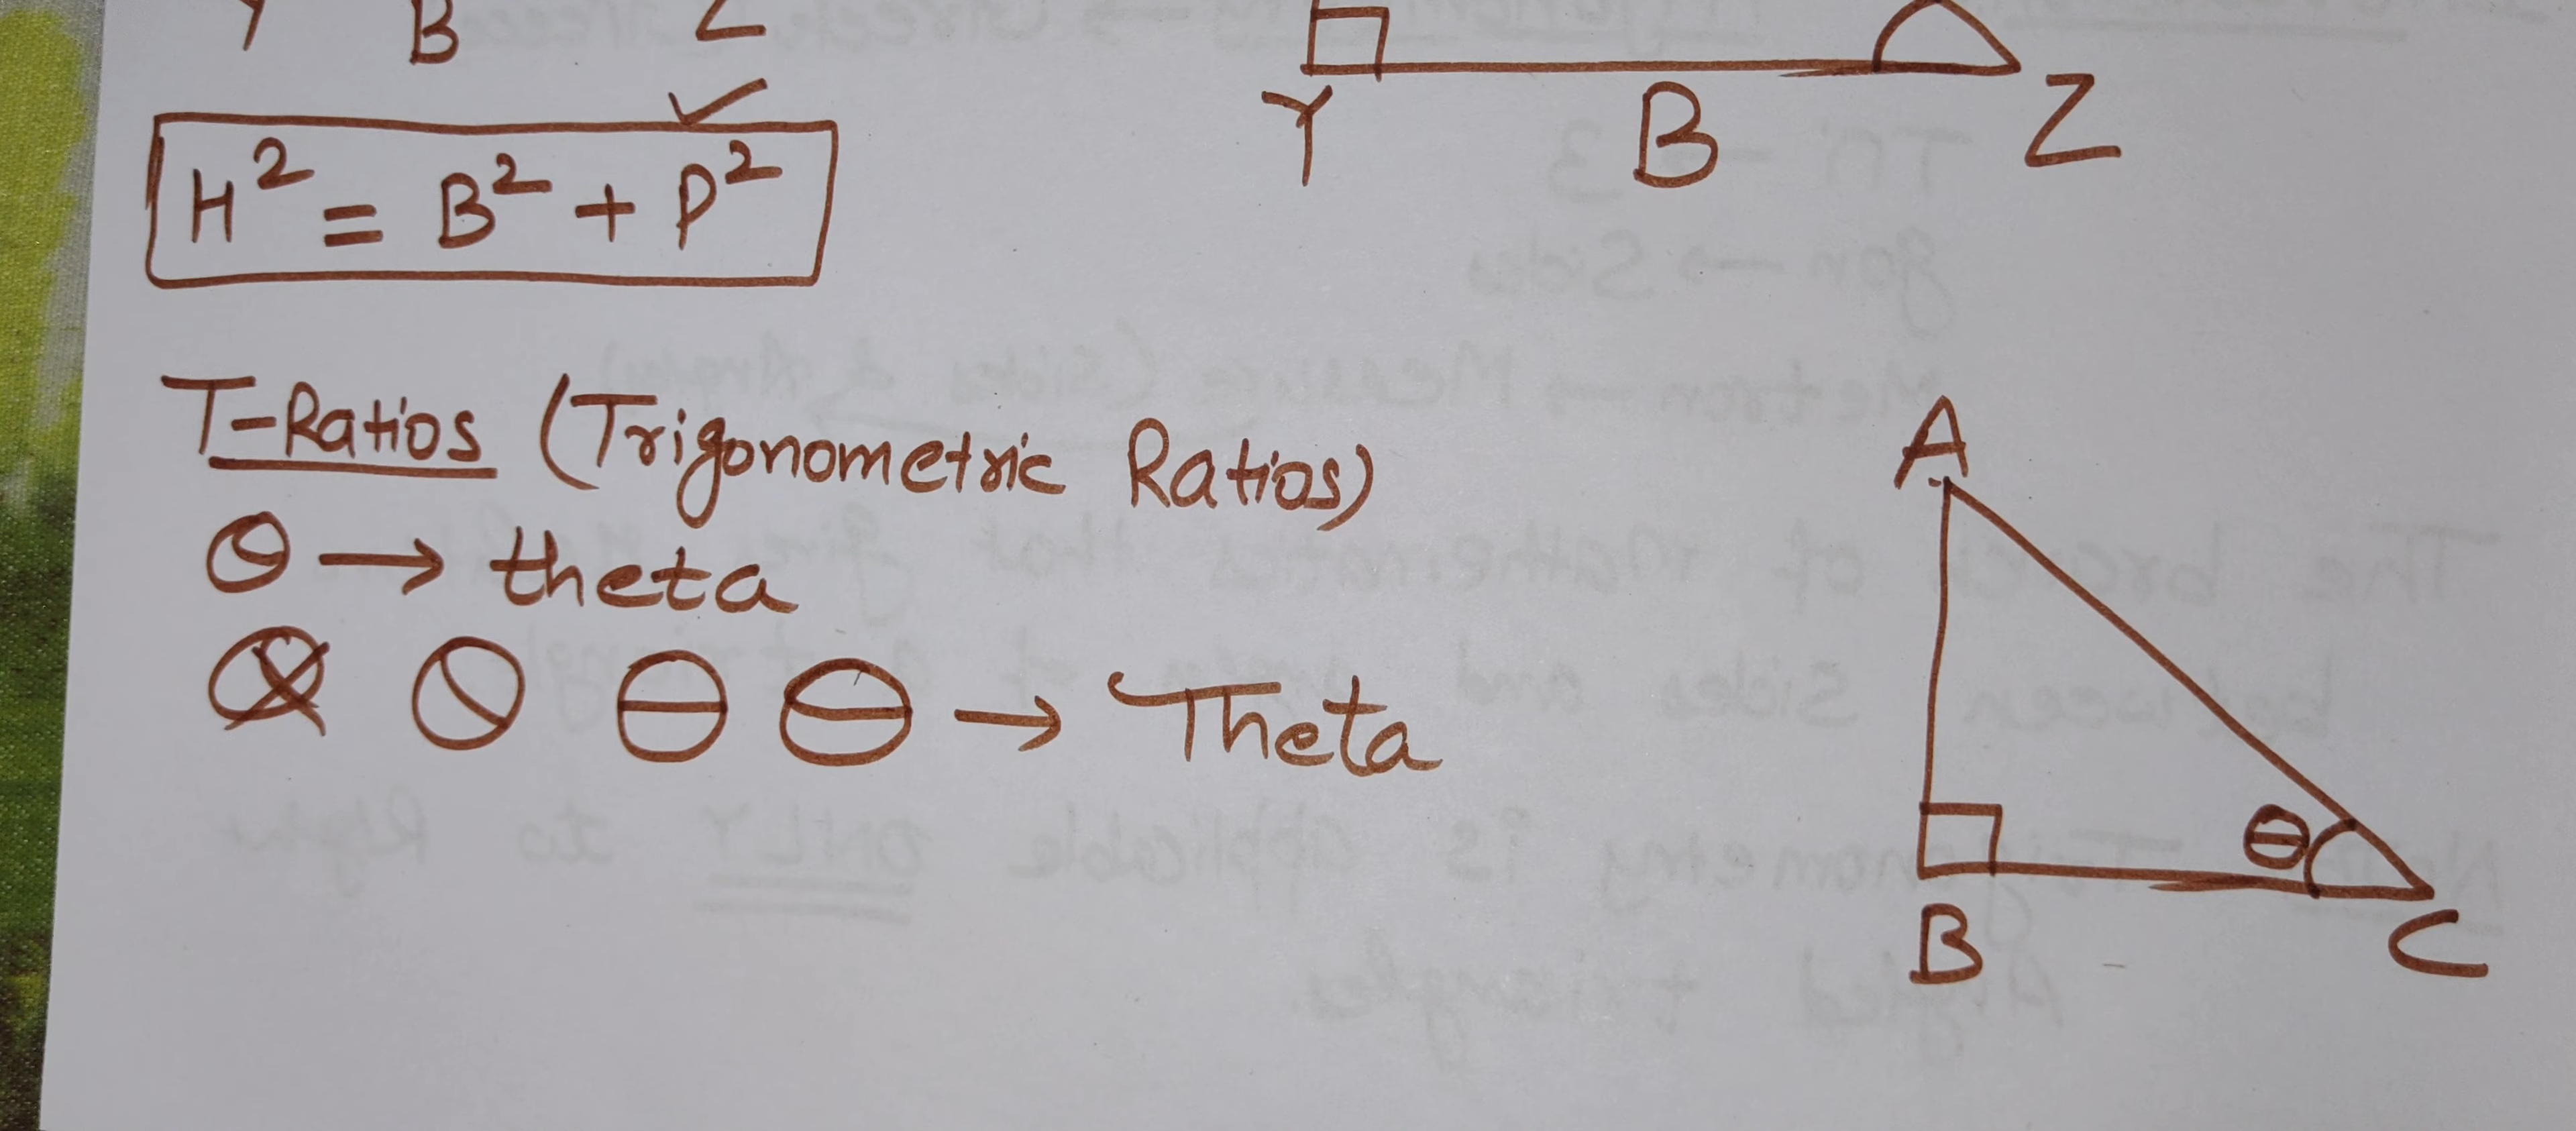 Y B Z
Y B Z
H² = B² + P²
T-Ratios (Trigonometric Ratios)
θ → theta
θ θ θ → Theta
A
θ
B C